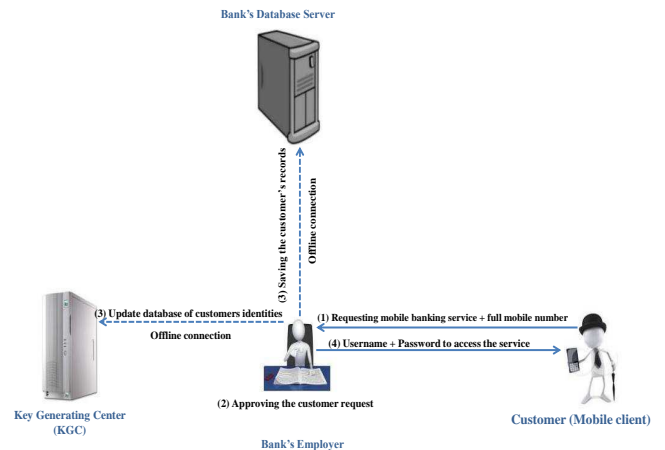 Bank's Database Server
(3) Saving the customer's records
Offline connection
(3) Update database of customers identities
Offline connection
(1) Requesting mobile banking service + full mobile number
(4) Username + Password to access the service
(2) Approving the customer request
Key Generating Center
(KGC)
Customer (Mobile client)
Bank's Employer